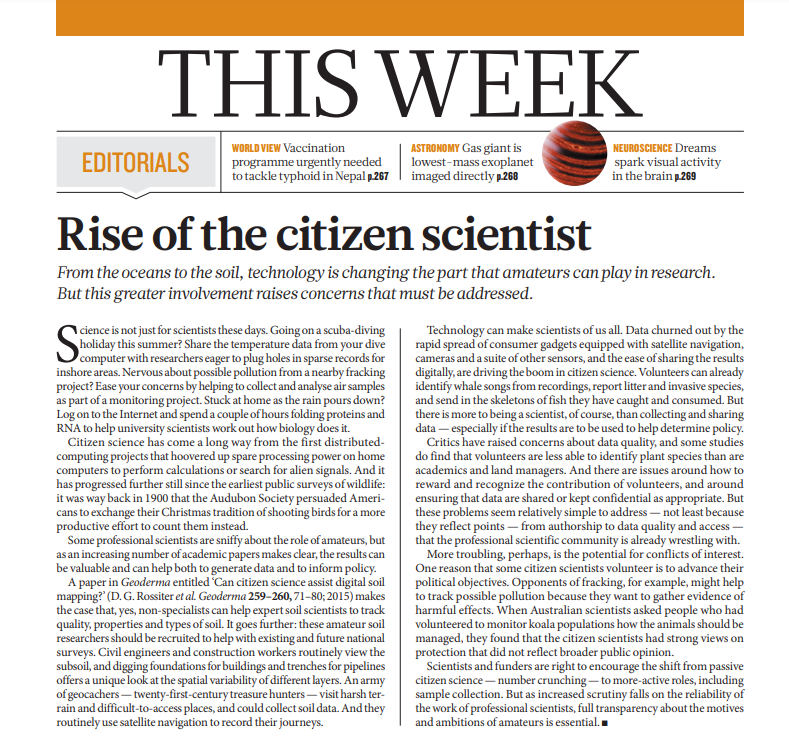 THIS WEEK
EDITORIALS
WORLD VIEW Vaccination
programme urgently needed
to tackle typhoid in Nepal p.267
ASTRONOMY Gas giant is
lowest-mass exoplanet
imaged directly p.268
NEUROSCIENCE Dreams
spark visual activity
in the brain p.269
Rise of the citizen scientist
From the oceans to the soil, technology is changing the part that amateurs can play in research.
But this greater involvement raises concerns that must be addressed.
Science is not just for scientists these days. Going on a scuba-diving
holiday this summer? Share the temperature data from your dive
computer with researchers eager to plug holes in sparse records for
inshore areas. Nervous about possible pollution from a nearby fracking
project? Ease your concerns by helping to collect and analyse air samples
as part of a monitoring project. Stuck at home as the rain pours down?
Log on to the Internet and spend a couple of hours folding proteins and
RNA to help university scientists work out how biology does it.
Citizen science has come a long way from the first distributed-
computing projects that hoovered up spare processing power on home
computers to perform calculations or search for alien signals. And it
has progressed further still since the earliest public surveys of wildlife:
it was way back in 1900 that the Audubon Society persuaded Ameri-
cans to exchange their Christmas tradition of shooting birds for a more
productive effort to count them instead.
Some professional scientists are sniffy about the role of amateurs, but
as an increasing number of academic papers makes clear, the results can
be valuable and can help both to generate data and to inform policy.
A paper in Geoderma entitled ‘Can citizen science assist digital soil
mapping?’ (D. G. Rossiter et al. Geoderma 259–260, 71–80; 2015) makes
the case that, yes, non-specialists can help expert soil scientists to track
quality, properties and types of soil. It goes further: these amateur soil
researchers should be recruited to help with existing and future national
surveys. Civil engineers and construction workers routinely view the
subsoil, and digging foundations for buildings and trenches for pipelines
offers a unique look at the spatial variability of different layers. An army
of geocachers — twenty-first-century treasure hunters — visit harsh ter-
rain and difficult-to-access places, and could collect soil data. And they
routinely use satellite navigation to record their journeys.
Technology can make scientists of us all. Data churned out by the
rapid spread of consumer gadgets equipped with satellite navigation,
cameras and a suite of other sensors, and the ease of sharing the results
digitally, are driving the boom in citizen science. Volunteers can already
identify whale songs from recordings, report litter and invasive species,
and send in the skeletons of fish they have caught and consumed. But
there is more to being a scientist, of course, than collecting and sharing
data — especially if the results are to be used to help determine policy.
Critics have raised concerns about data quality, and some studies
do find that volunteers are less able to identify plant species than are
academics and land managers. And there are issues around how to
reward and recognize the contribution of volunteers, and around
ensuring that data are shared or kept confidential as appropriate. But
these problems seem relatively simple to address — not least because
they reflect points — from authorship to data quality and access —
that the professional scientific community is already wrestling with.
More troubling, perhaps, is the potential for conflicts of interest.
One reason that some citizen scientists volunteer is to advance their
political objectives. Opponents of fracking, for example, might help
to track possible pollution because they want to gather evidence of
harmful effects. When Australian scientists asked people who had
volunteered to monitor koala populations how the animals should be
managed, they found that the citizen scientists had strong views on
protection that did not reflect broader public opinion.
Scientists and funders are right to encourage the shift from passive
citizen science — number crunching — to more-active roles, including
sample collection. But as increased scrutiny falls on the reliability of
the work of professional scientists, full transparency about the motives
and ambitions of amateurs is essential. ■